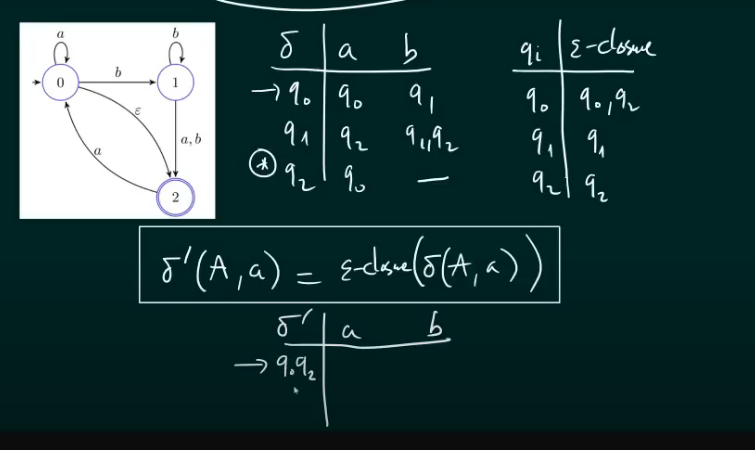 a b
0 b 1
ε
a
a, b
2
δ a b
→ q₀ q₀ q₁
q₁ q₂ q₁,q₂
* q₂ q₀ —
qi ε-closure
q₀ q₀,q₂
q₁ q₁
q₂ q₂
δ'(A,a) = ε-closure(δ(A,a))
δ' a b
→ q₀q₂